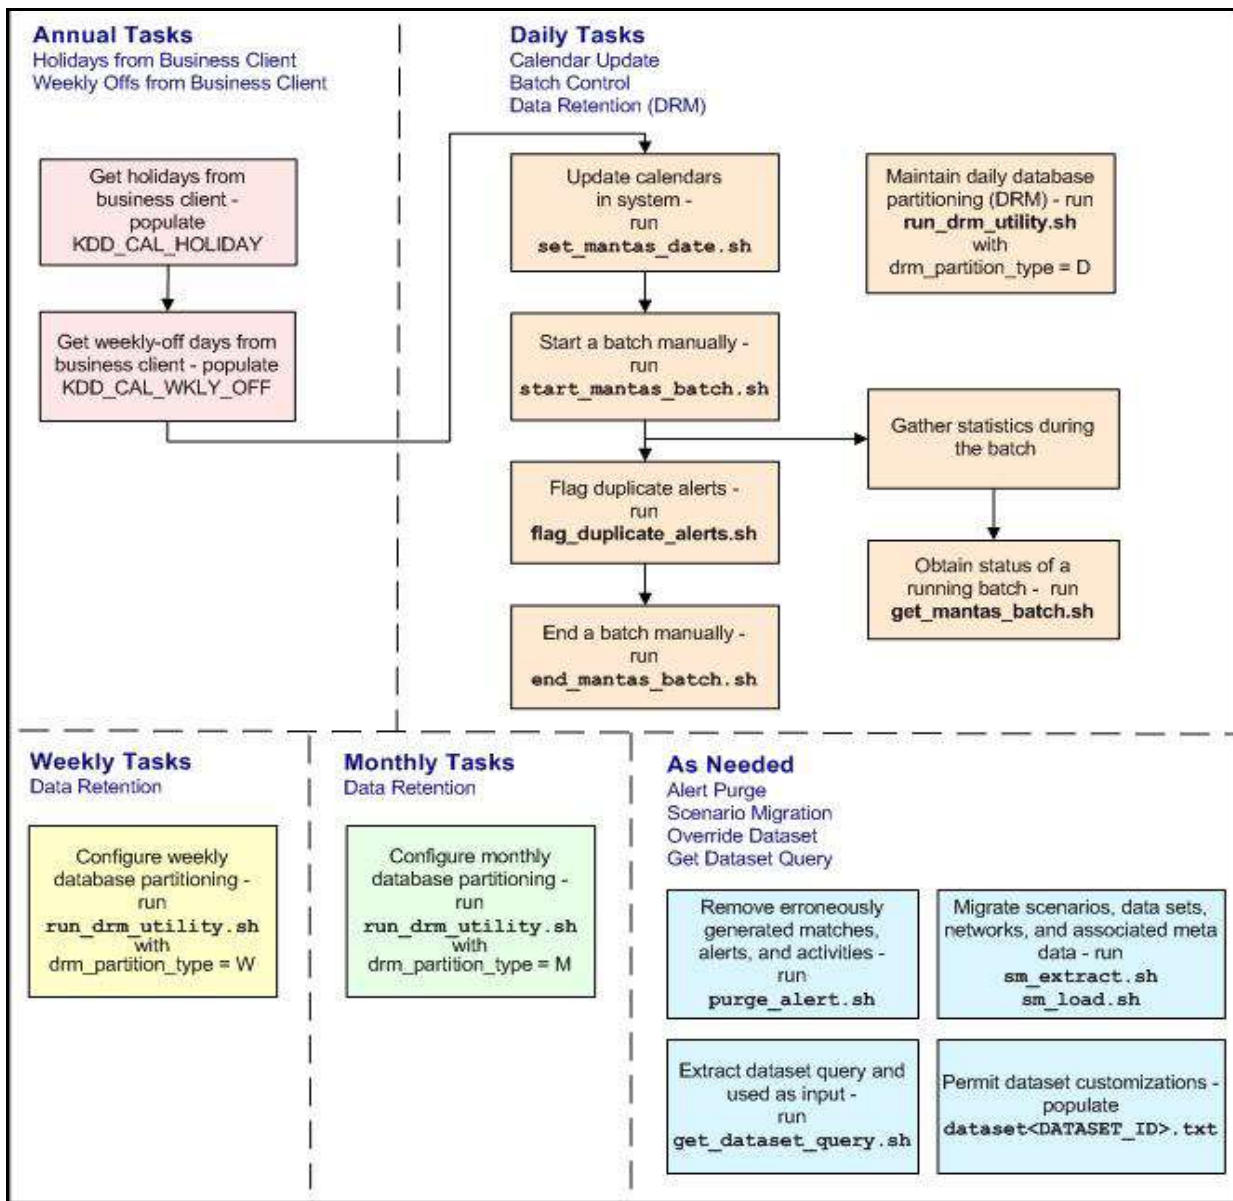 Annual Tasks
Holidays from Business Client
Weekly Offs from Business Client
Get holidays from
business client -
populate
KDD_CAL_HOLIDAY
Get weekly-off days from
business client - populate
KDD_CAL_WKLY_OFF
Daily Tasks
Calendar Update
Batch Control
Data Retention (DRM)
Update calendars
in system -
run
set_mantas_date.sh
Start a batch manually -
run
start_mantas_batch.sh
Flag duplicate alerts -
run
flag_duplicate_alerts.sh
End a batch manually -
run
end_mantas_batch.sh
Maintain daily database
partitioning (DRM) - run
run_drm_utility.sh
with
drm_partition_type = D
Gather statistics during
the batch
Obtain status of a
running batch - run
get_mantas_batch.sh
Weekly Tasks
Data Retention
Configure weekly
database partitioning -
run
run_drm_utility.sh
with
drm_partition_type = W
Monthly Tasks
Data Retention
Configure monthly
database partitioning -
run
run_drm_utility.sh
with
drm_partition_type = M
As Needed
Alert Purge
Scenario Migration
Override Dataset
Get Dataset Query
Remove erroneously
generated matches,
alerts, and activities -
run
purge_alert.sh
Migrate scenarios, data sets,
networks, and associated meta
data - run
sm_extract.sh
sm_load.sh
Extract dataset query and
used as input -
run
get_dataset_query.sh
Permit dataset customizations -
populate
dataset<DATASET_ID>.txt